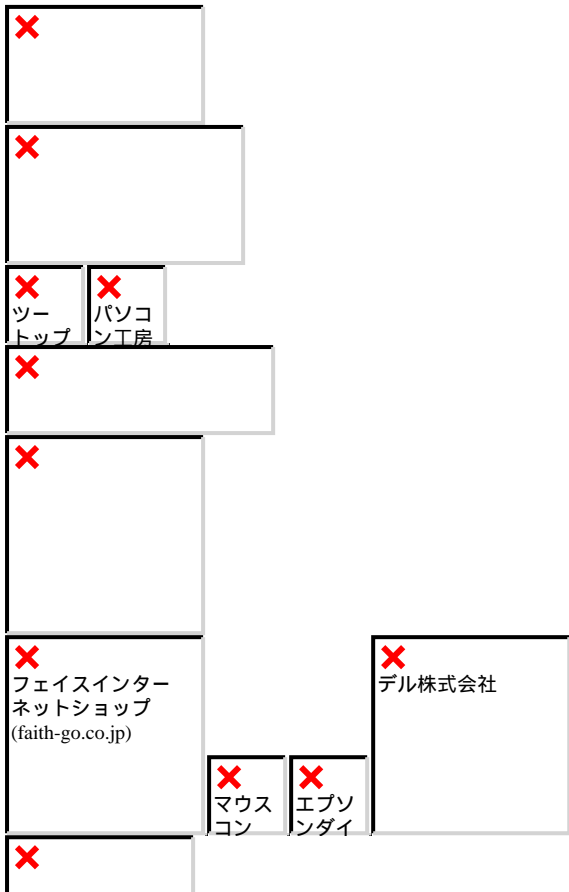 ツー
トップ
パソコ
ン工房
フェイスインター
ネットショップ
(faith-go.co.jp)
マウス
コン
エプソ
ンダイ
デル株式会社